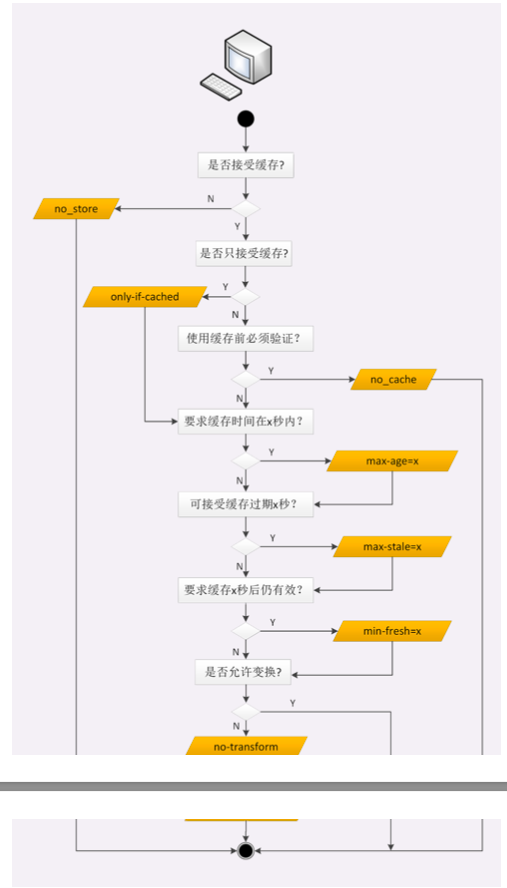 是否接受缓存?
N
no_store
Y
是否只接受缓存?
Y
only-if-cached
N
使用缓存前必须验证?
Y
no_cache
N
要求缓存时间在x秒内?
Y
max-age=x
N
可接受缓存过期x秒?
Y
max-stale=x
N
要求缓存x秒后仍有效?
Y
min-fresh=x
N
是否允许变换?
Y
N
no-transform